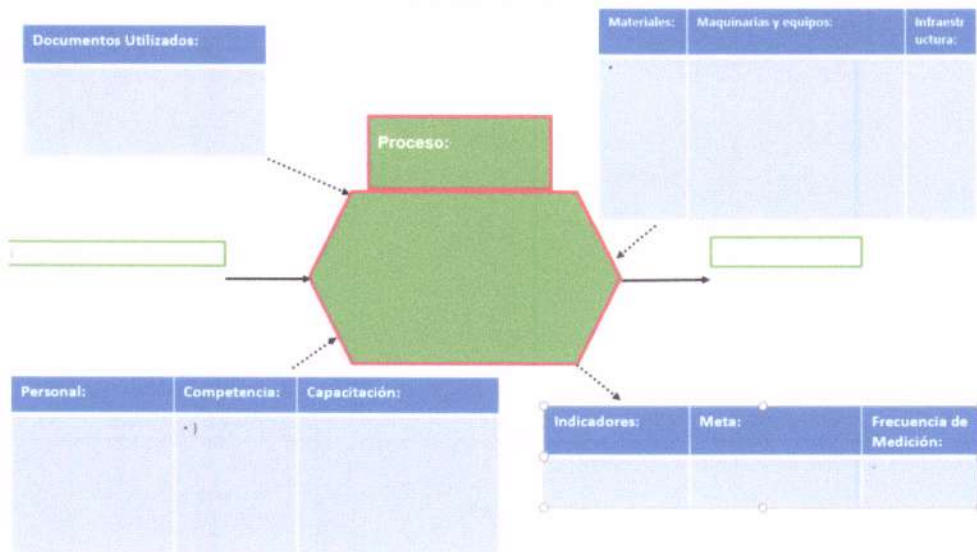 Documentos Utilizados:
Materiales:
Maquinarias y equipos:
Infraestr
uctura:
Proceso:
Personal:
Competencia:
Capacitación:
• )
Indicadores:
Meta:
Frecuencia de
Medición: